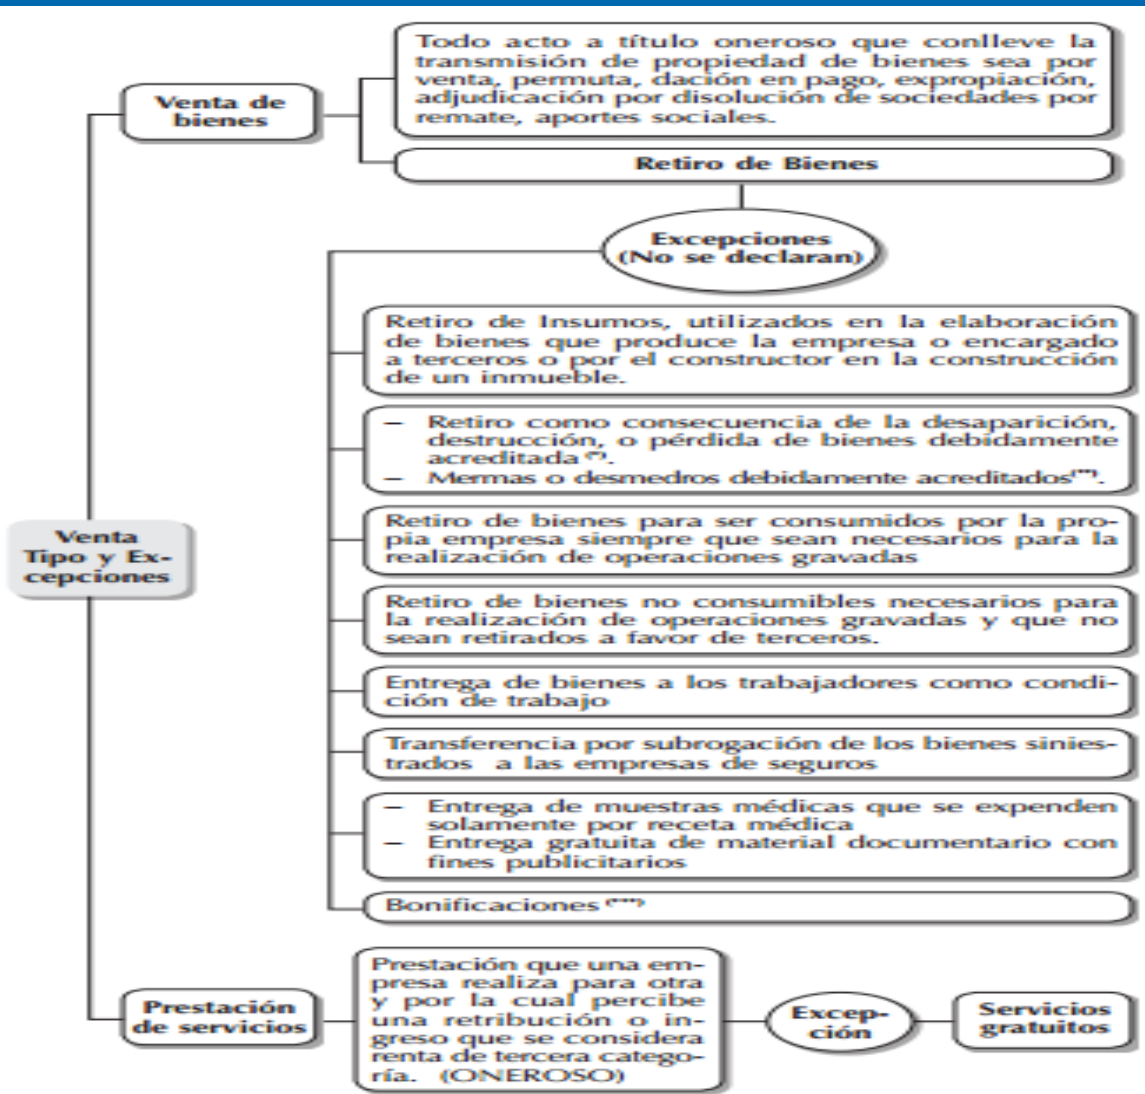 Todo acto a título oneroso que conlleve la
transmisión de propiedad de bienes sea por
venta, permuta, dación en pago, expropiación,
adjudicación por disolución de sociedades por
remate, aportes sociales.
Venta de
bienes
Retiro de Bienes
Excepciones
(No se declaran)
Retiro de Insumos, utilizados en la elaboración
de bienes que produce la empresa o encargado
a terceros o por el constructor en la construcción
de un inmueble.
– Retiro como consecuencia de la desaparición,
destrucción, o pérdida de bienes debidamente
acreditada (*).
– Mermas o desmedros debidamente acreditados(**).
Retiro de bienes para ser consumidos por la pro-
pia empresa siempre que sean necesarios para la
realización de operaciones gravadas
Venta
Tipo y Ex-
cepciones
Retiro de bienes no consumibles necesarios para
la realización de operaciones gravadas y que no
sean retirados a favor de terceros.
Entrega de bienes a los trabajadores como condi-
ción de trabajo
Transferencia por subrogación de los bienes sinies-
trados a las empresas de seguros
– Entrega de muestras médicas que se expenden
solamente por receta médica
– Entrega gratuita de material documentario con
fines publicitarios
Bonificaciones (***)
Prestación
de servicios
Prestación que una em-
presa realiza para otra
y por la cual percibe
una retribución o in-
greso que se considera
renta de tercera catego-
ría. (ONEROSO)
Excep-
ción
Servicios
gratuitos